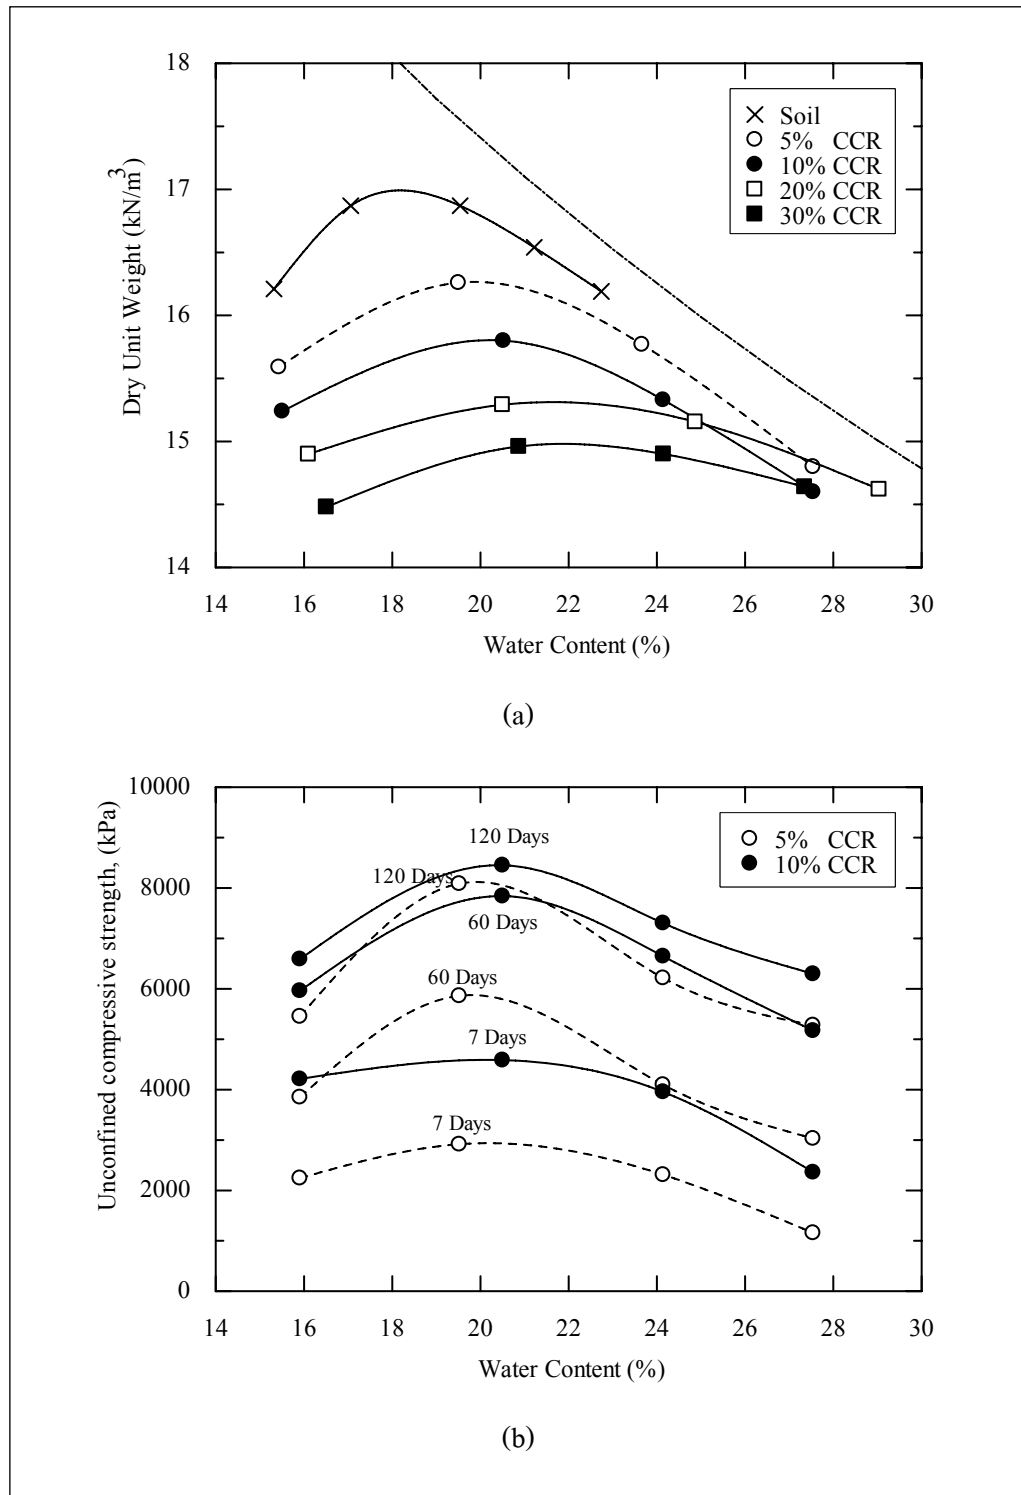 18
17
16
15
14
Dry Unit Weight (kN/m³)
Soil
5% CCR
10% CCR
20% CCR
30% CCR
14 16 18 20 22 24 26 28 30
Water Content (%)
(a)
10000
8000
6000
4000
2000
0
Unconfined compressive strength, (kPa)
5% CCR
10% CCR
120 Days
120 Days
60 Days
60 Days
7 Days
7 Days
14 16 18 20 22 24 26 28 30
Water Content (%)
(b)